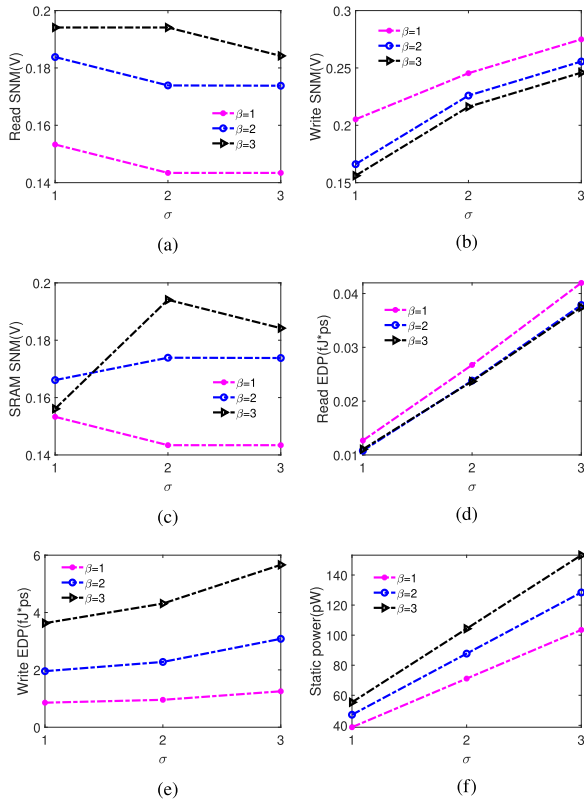 0.2
0.18
0.16
0.14
Read SNM(V)
β=1
β=2
β=3
1 2 3
σ
(a)
0.3
0.25
0.2
0.15
Write SNM(V)
β=1
β=2
β=3
1 2 3
σ
(b)
0.2
0.18
0.16
0.14
SRAM SNM(V)
β=1
β=2
β=3
1 2 3
σ
(c)
0.04
0.03
0.02
0.01
Read EDP(fJ*ps)
β=1
β=2
β=3
1 2 3
σ
(d)
6
4
2
0
Write EDP(fJ*ps)
β=1
β=2
β=3
1 2 3
σ
(e)
140
120
100
80
60
40
Static power(pW)
β=1
β=2
β=3
1 2 3
σ
(f)